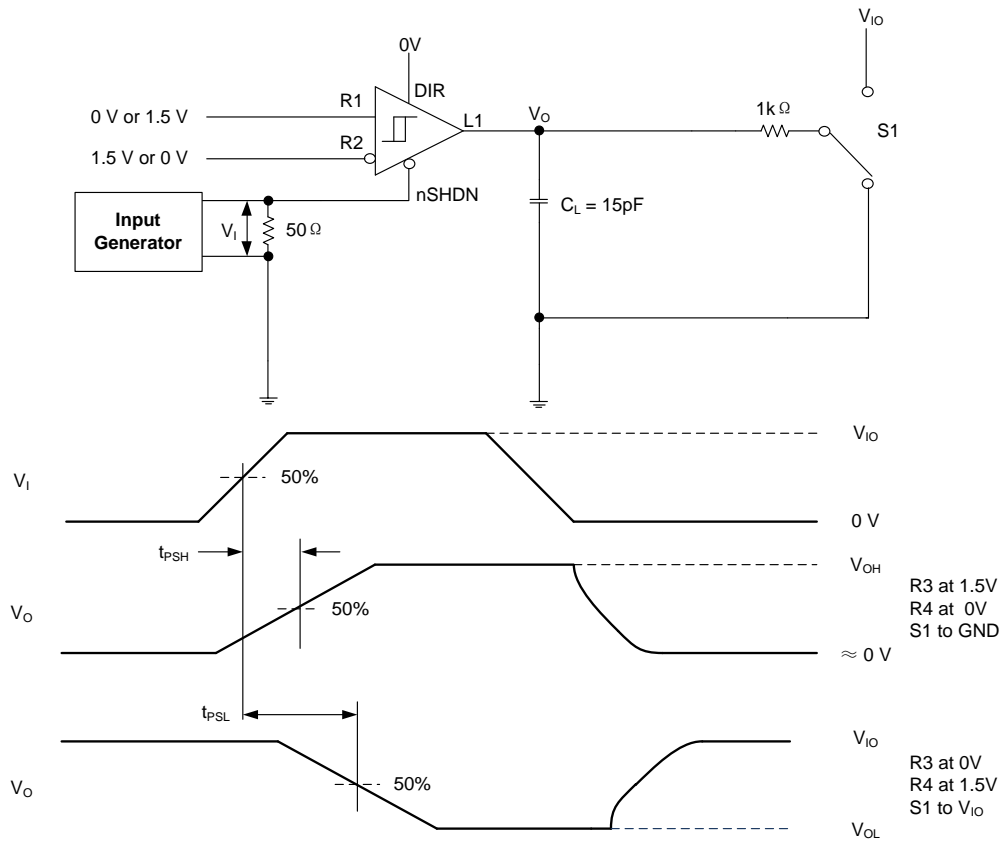 V_IO
0V
DIR
R1
0 V or 1.5 V
L1
V_O
1kΩ
S1
R2
1.5 V or 0 V
nSHDN
C_L = 15pF
Input
Generator
V_I
50Ω
V_IO
V_I
50%
0 V
t_PSH
V_OH
R3 at 1.5V
R4 at 0V
S1 to GND
V_O
50%
≈ 0 V
t_PSL
V_IO
R3 at 0V
R4 at 1.5V
S1 to V_IO
V_O
50%
V_OL